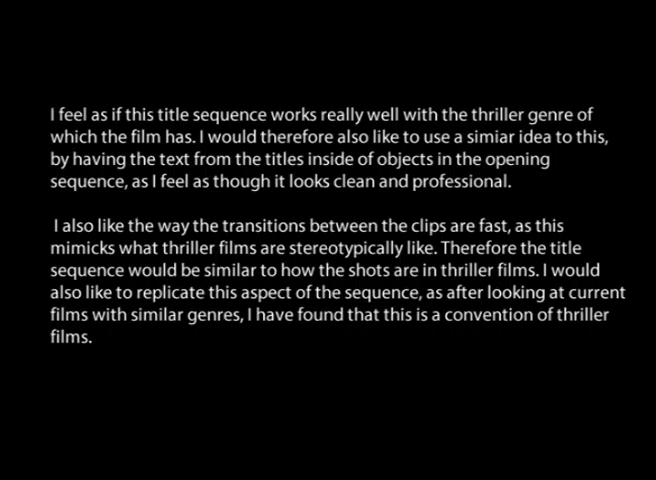 I feel as if this title sequence works really well with the thriller genre of
which the film has. I would therefore also like to use a simiar idea to this,
by having the text from the titles inside of objects in the opening
sequence, as I feel as though it looks clean and professional.
I also like the way the transitions between the clips are fast, as this
mimicks what thriller films are stereotypically like. Therefore the title
sequence would be similar to how the shots are in thriller films. I would
also like to replicate this aspect of the sequence, as after looking at current
films with similar genres, I have found that this is a convention of thriller
films.